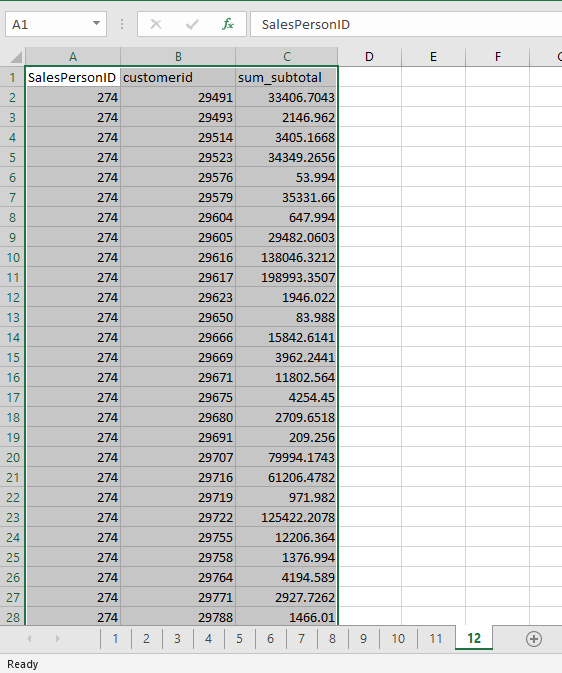 A1 fx SalesPersonID
A B C D E F
1 SalesPersonID customerid sum_subtotal
2 274 29491 33406.7043
3 274 29493 2146.962
4 274 29514 3405.1668
5 274 29523 34349.2656
6 274 29576 53.994
7 274 29579 35331.66
8 274 29604 647.994
9 274 29605 29482.0603
10 274 29616 138046.3212
11 274 29617 198993.3507
12 274 29623 1946.022
13 274 29650 83.988
14 274 29666 15842.6141
15 274 29669 3962.2441
16 274 29671 11802.564
17 274 29675 4254.45
18 274 29680 2709.6518
19 274 29691 209.256
20 274 29707 79994.1743
21 274 29716 61206.4782
22 274 29719 971.982
23 274 29722 125422.2078
24 274 29755 12206.364
25 274 29758 1376.994
26 274 29764 4194.589
27 274 29771 2927.7262
28 274 29788 1466.01
1 2 3 4 5 6 7 8 9 10 11 12
Ready